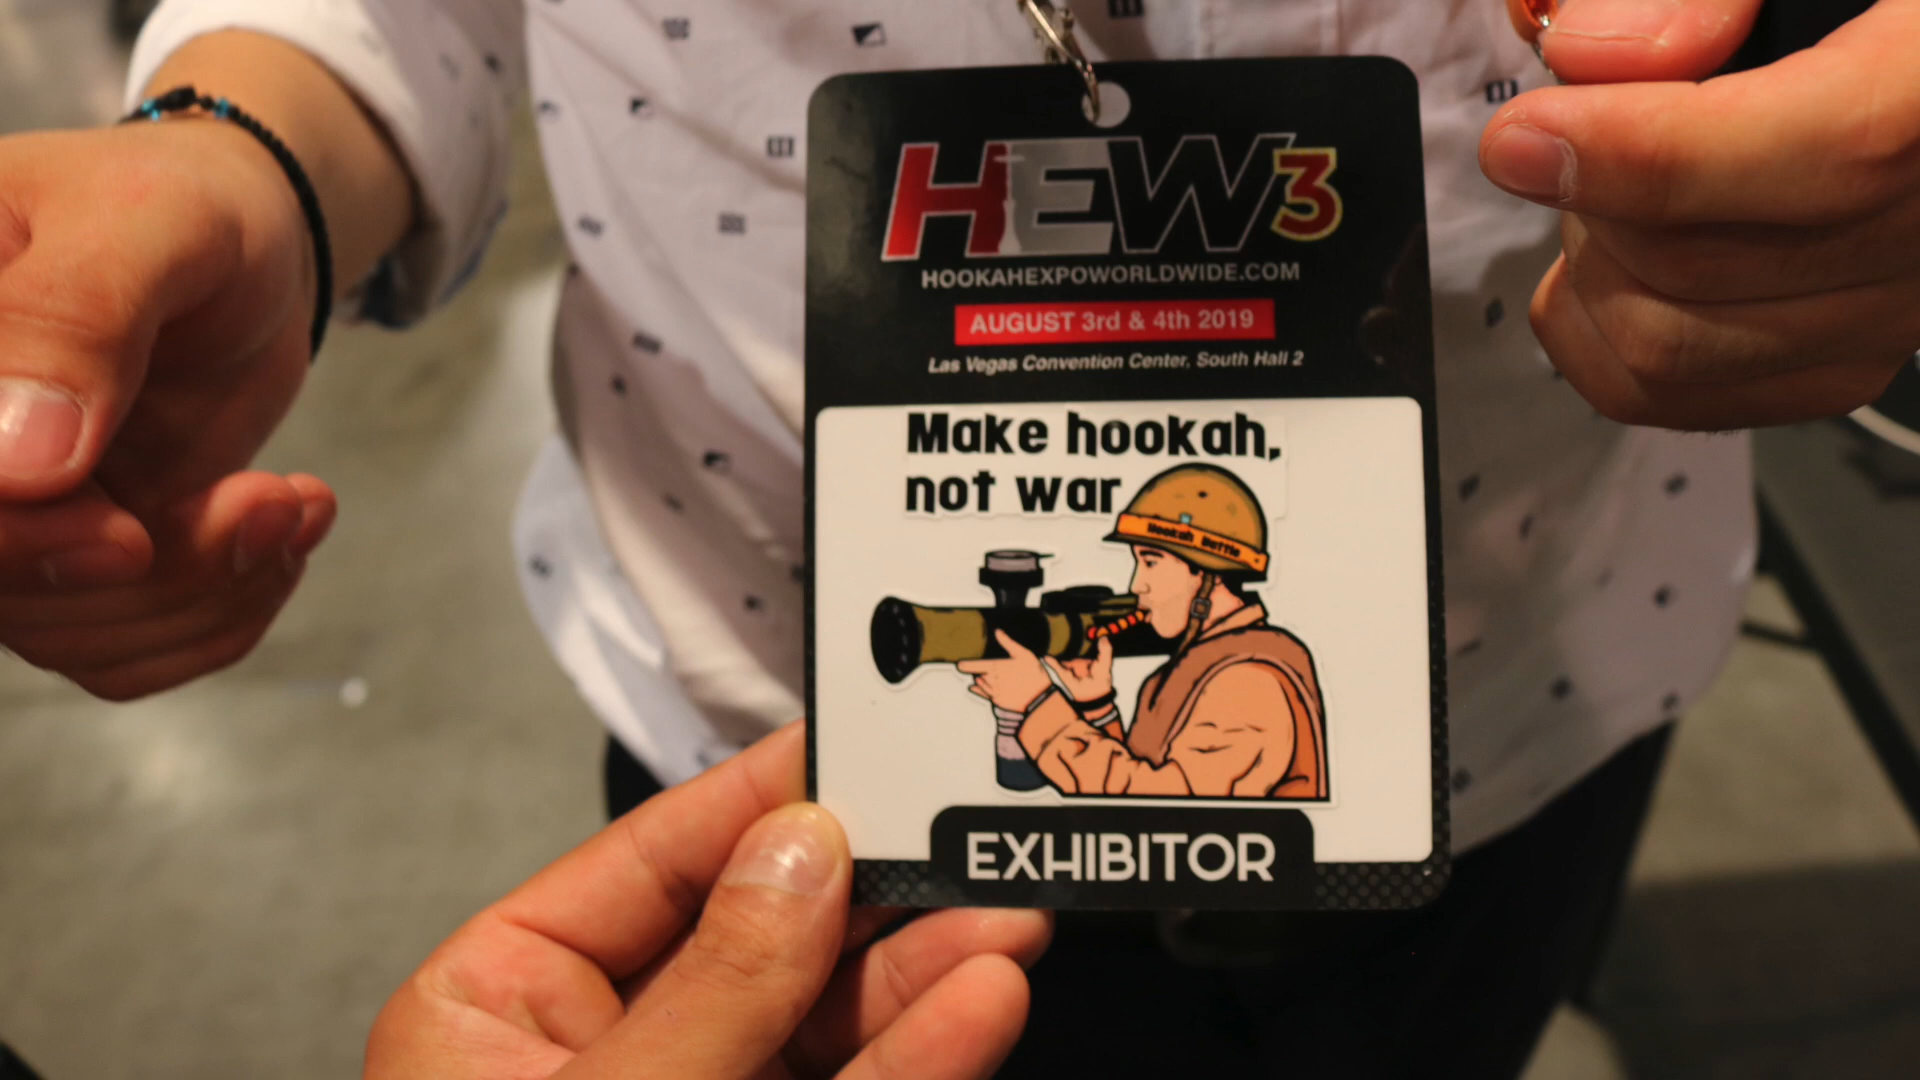 HEW3
HOOKAHEXPOWORLDWIDE.COM
AUGUST 3rd & 4th 2019
Las Vegas Convention Center, South Hall 2
Make hookah,
not war
Hookah Battle
EXHIBITOR